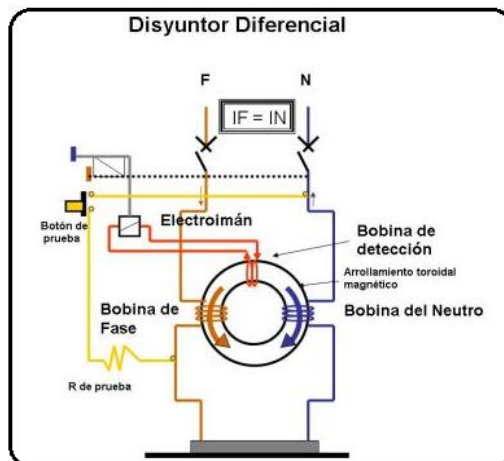 Disyuntor Diferencial
F
N
IF = IN
Botón de
prueba
Electroimán
Bobina de
detección
Arrollamiento toroidal
magnético
Bobina de
Fase
Bobina del Neutro
R de prueba